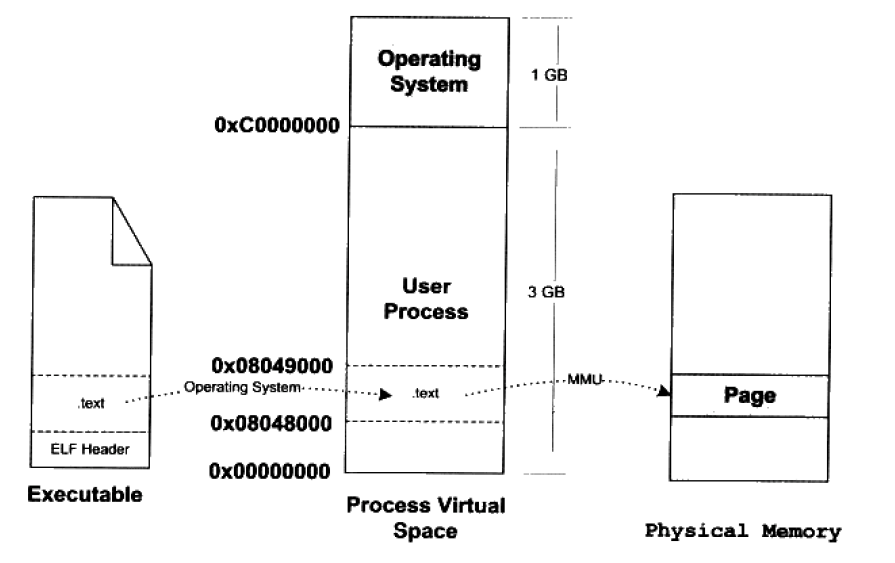 Operating
System
1 GB
0xC0000000
User
Process
3 GB
0x08049000
Operating System
.text
.text
MMU
Page
0x08048000
ELF Header
0x00000000
Executable
Process Virtual
Space
Physical Memory